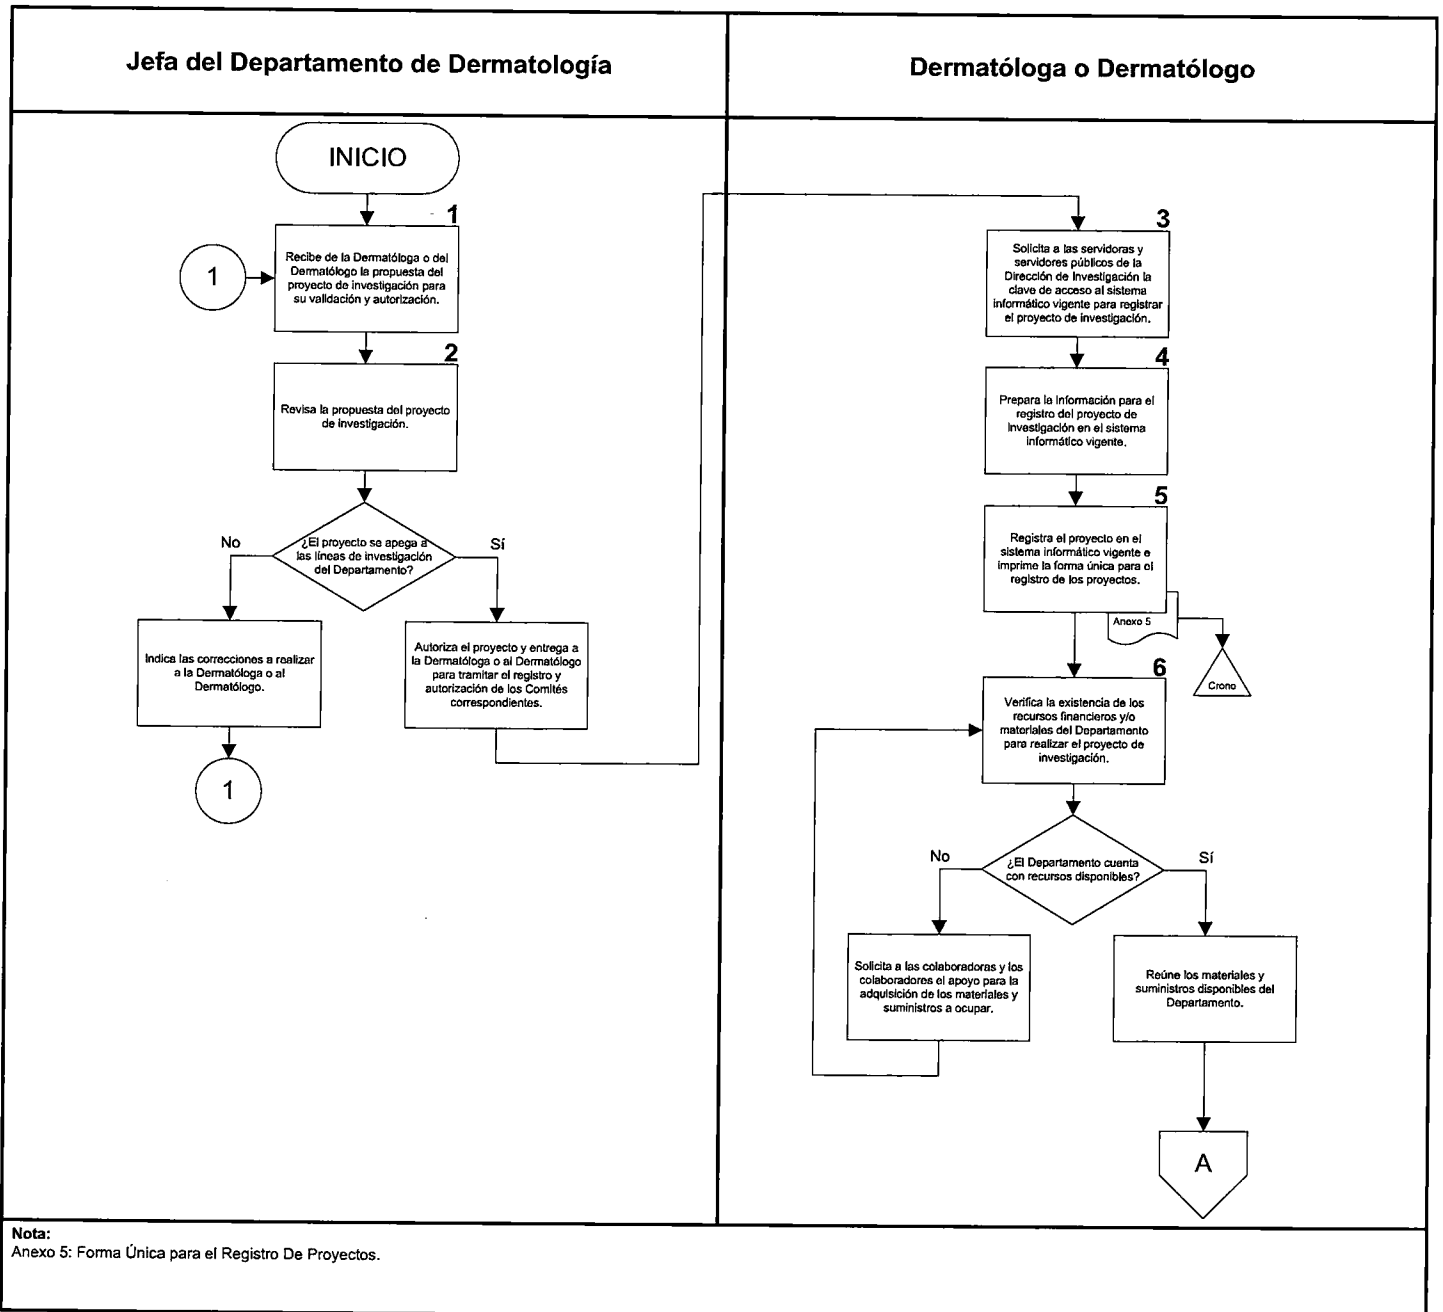 Jefa del Departamento de Dermatología
Dermatóloga o Dermatólogo
INICIO
1
1
Recibe de la Dermatóloga o del
Dermatólogo la propuesta del
proyecto de investigación para
su validación y autorización.
2
Revisa la propuesta del proyecto
de investigación.
¿El proyecto se apega a
las líneas de investigación
del Departamento?
No
Sí
Indica las correcciones a realizar
a la Dermatóloga o al
Dermatólogo.
Autoriza el proyecto y entrega a
la Dermatóloga o al Dermatólogo
para tramitar el registro y
autorización de los Comités
correspondientes.
1
3
Solicita a las servidoras y
servidores públicos de la
Dirección de Investigación la
clave de acceso al sistema
informático vigente para registrar
el proyecto de investigación.
4
Prepara la información para el
registro del proyecto de
investigación en el sistema
informático vigente.
5
Registra el proyecto en el
sistema informático vigente e
imprime la forma única para el
registro de los proyectos.
Anexo 5
Crono
6
Verifica la existencia de los
recursos financieros y/o
materiales del Departamento
para realizar el proyecto de
investigación.
¿El Departamento cuenta
con recursos disponibles?
No
Sí
Solicita a las colaboradoras y los
colaboradores el apoyo para la
adquisición de los materiales y
suministros a ocupar.
Reúne los materiales y
suministros disponibles del
Departamento.
A
Nota:
Anexo 5: Forma Única para el Registro De Proyectos.